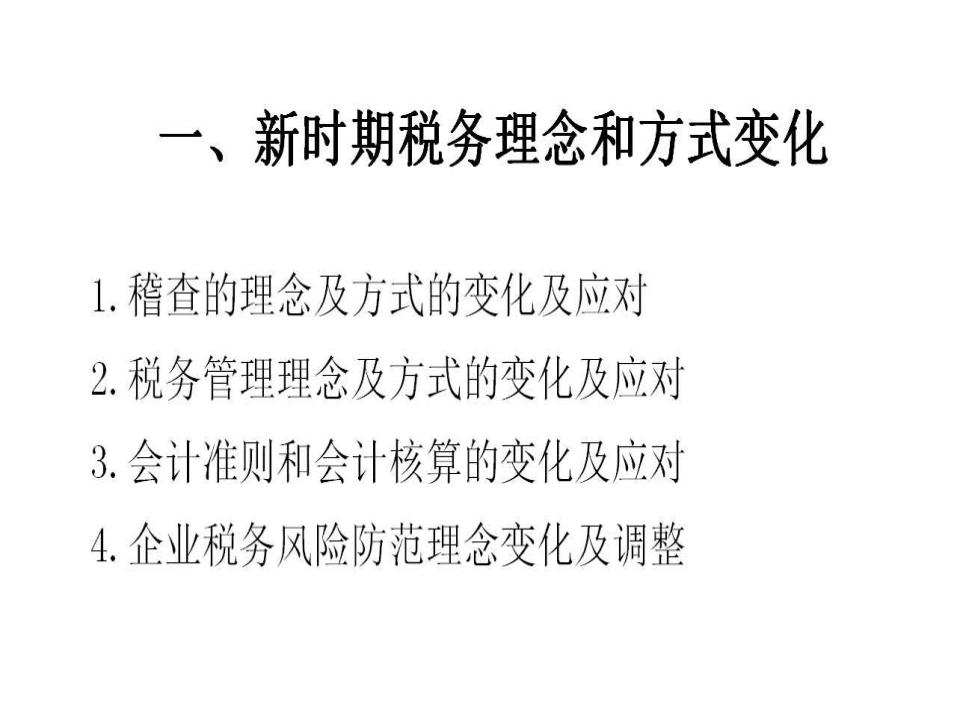 一、新时期税务理念和方式变化
1.稽查的理念及方式的变化及应对
2.税务管理理念及方式的变化及应对
3.会计准则和会计核算的变化及应对
4.企业税务风险防范理念变化及调整